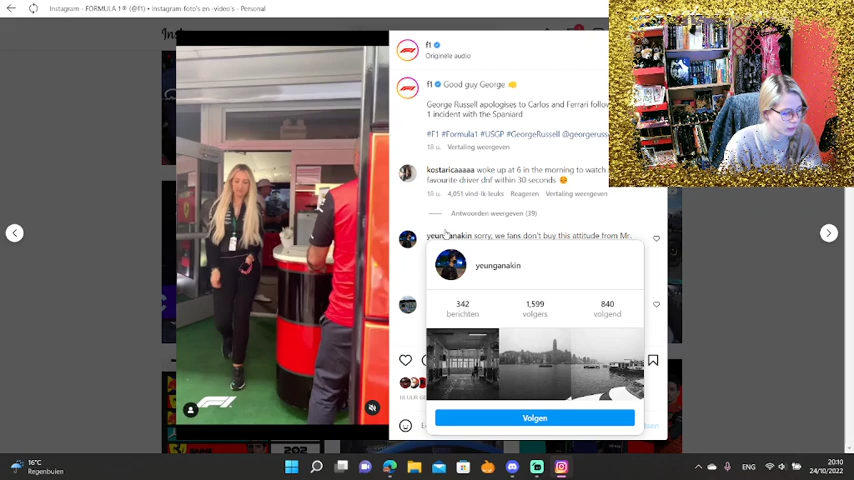 Instagram - FORMULA 1® (@f1) • Instagram-foto's en -video's - Personal
f1
Originele audio
f1 Good guy George
George Russell apologises to Carlos and Ferrari
1 incident with the Spaniard
#F1 #Formula1 #USGP #GeorgeRussell
18 u. Vertaling weergeven
kostaricaaaaa woke up at 6 in the morning to watch
favourite driver dnf within 30 seconds
18 u. 4,051 vind-ik-leuks Reageren Vertaling weergeven
Antwoorden weergeven (39)
yeunganakin sorry, we fans don't buy this attitude from Mr.
yeunganakin
342 1,599 840
berichten volgers volgend
Volgen
16°C
Regenbuien
ENG
20:10
24/10/2022